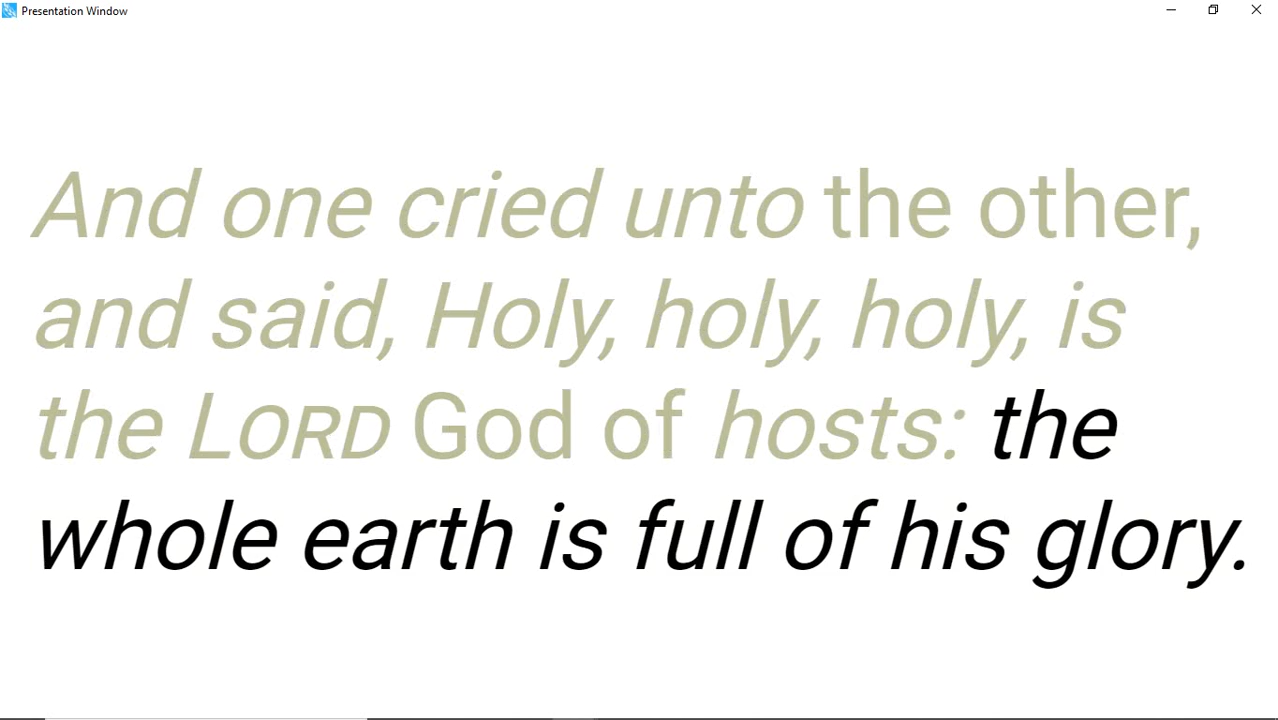 Presentation Window
And one cried unto the other,
and said, Holy, holy, holy, is
the LORD God of hosts: the
whole earth is full of his glory.